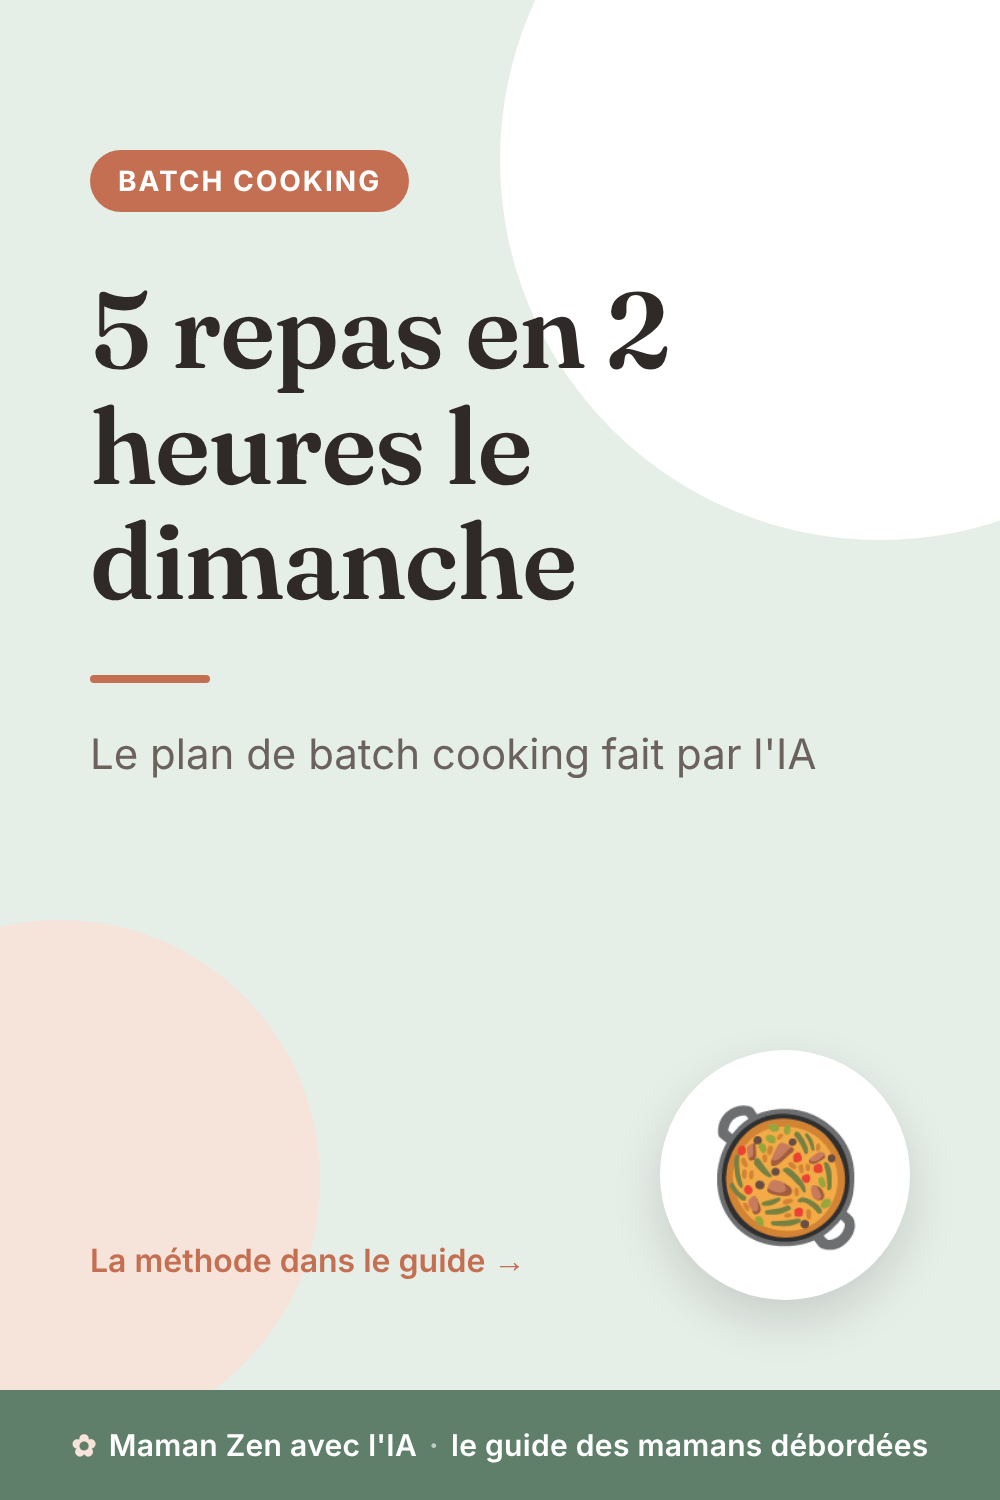 BATCH COOKING
5 repas en 2
heures le
dimanche
Le plan de batch cooking fait par l'IA
La méthode dans le guide →
✿ Maman Zen avec l'IA · le guide des mamans débordées